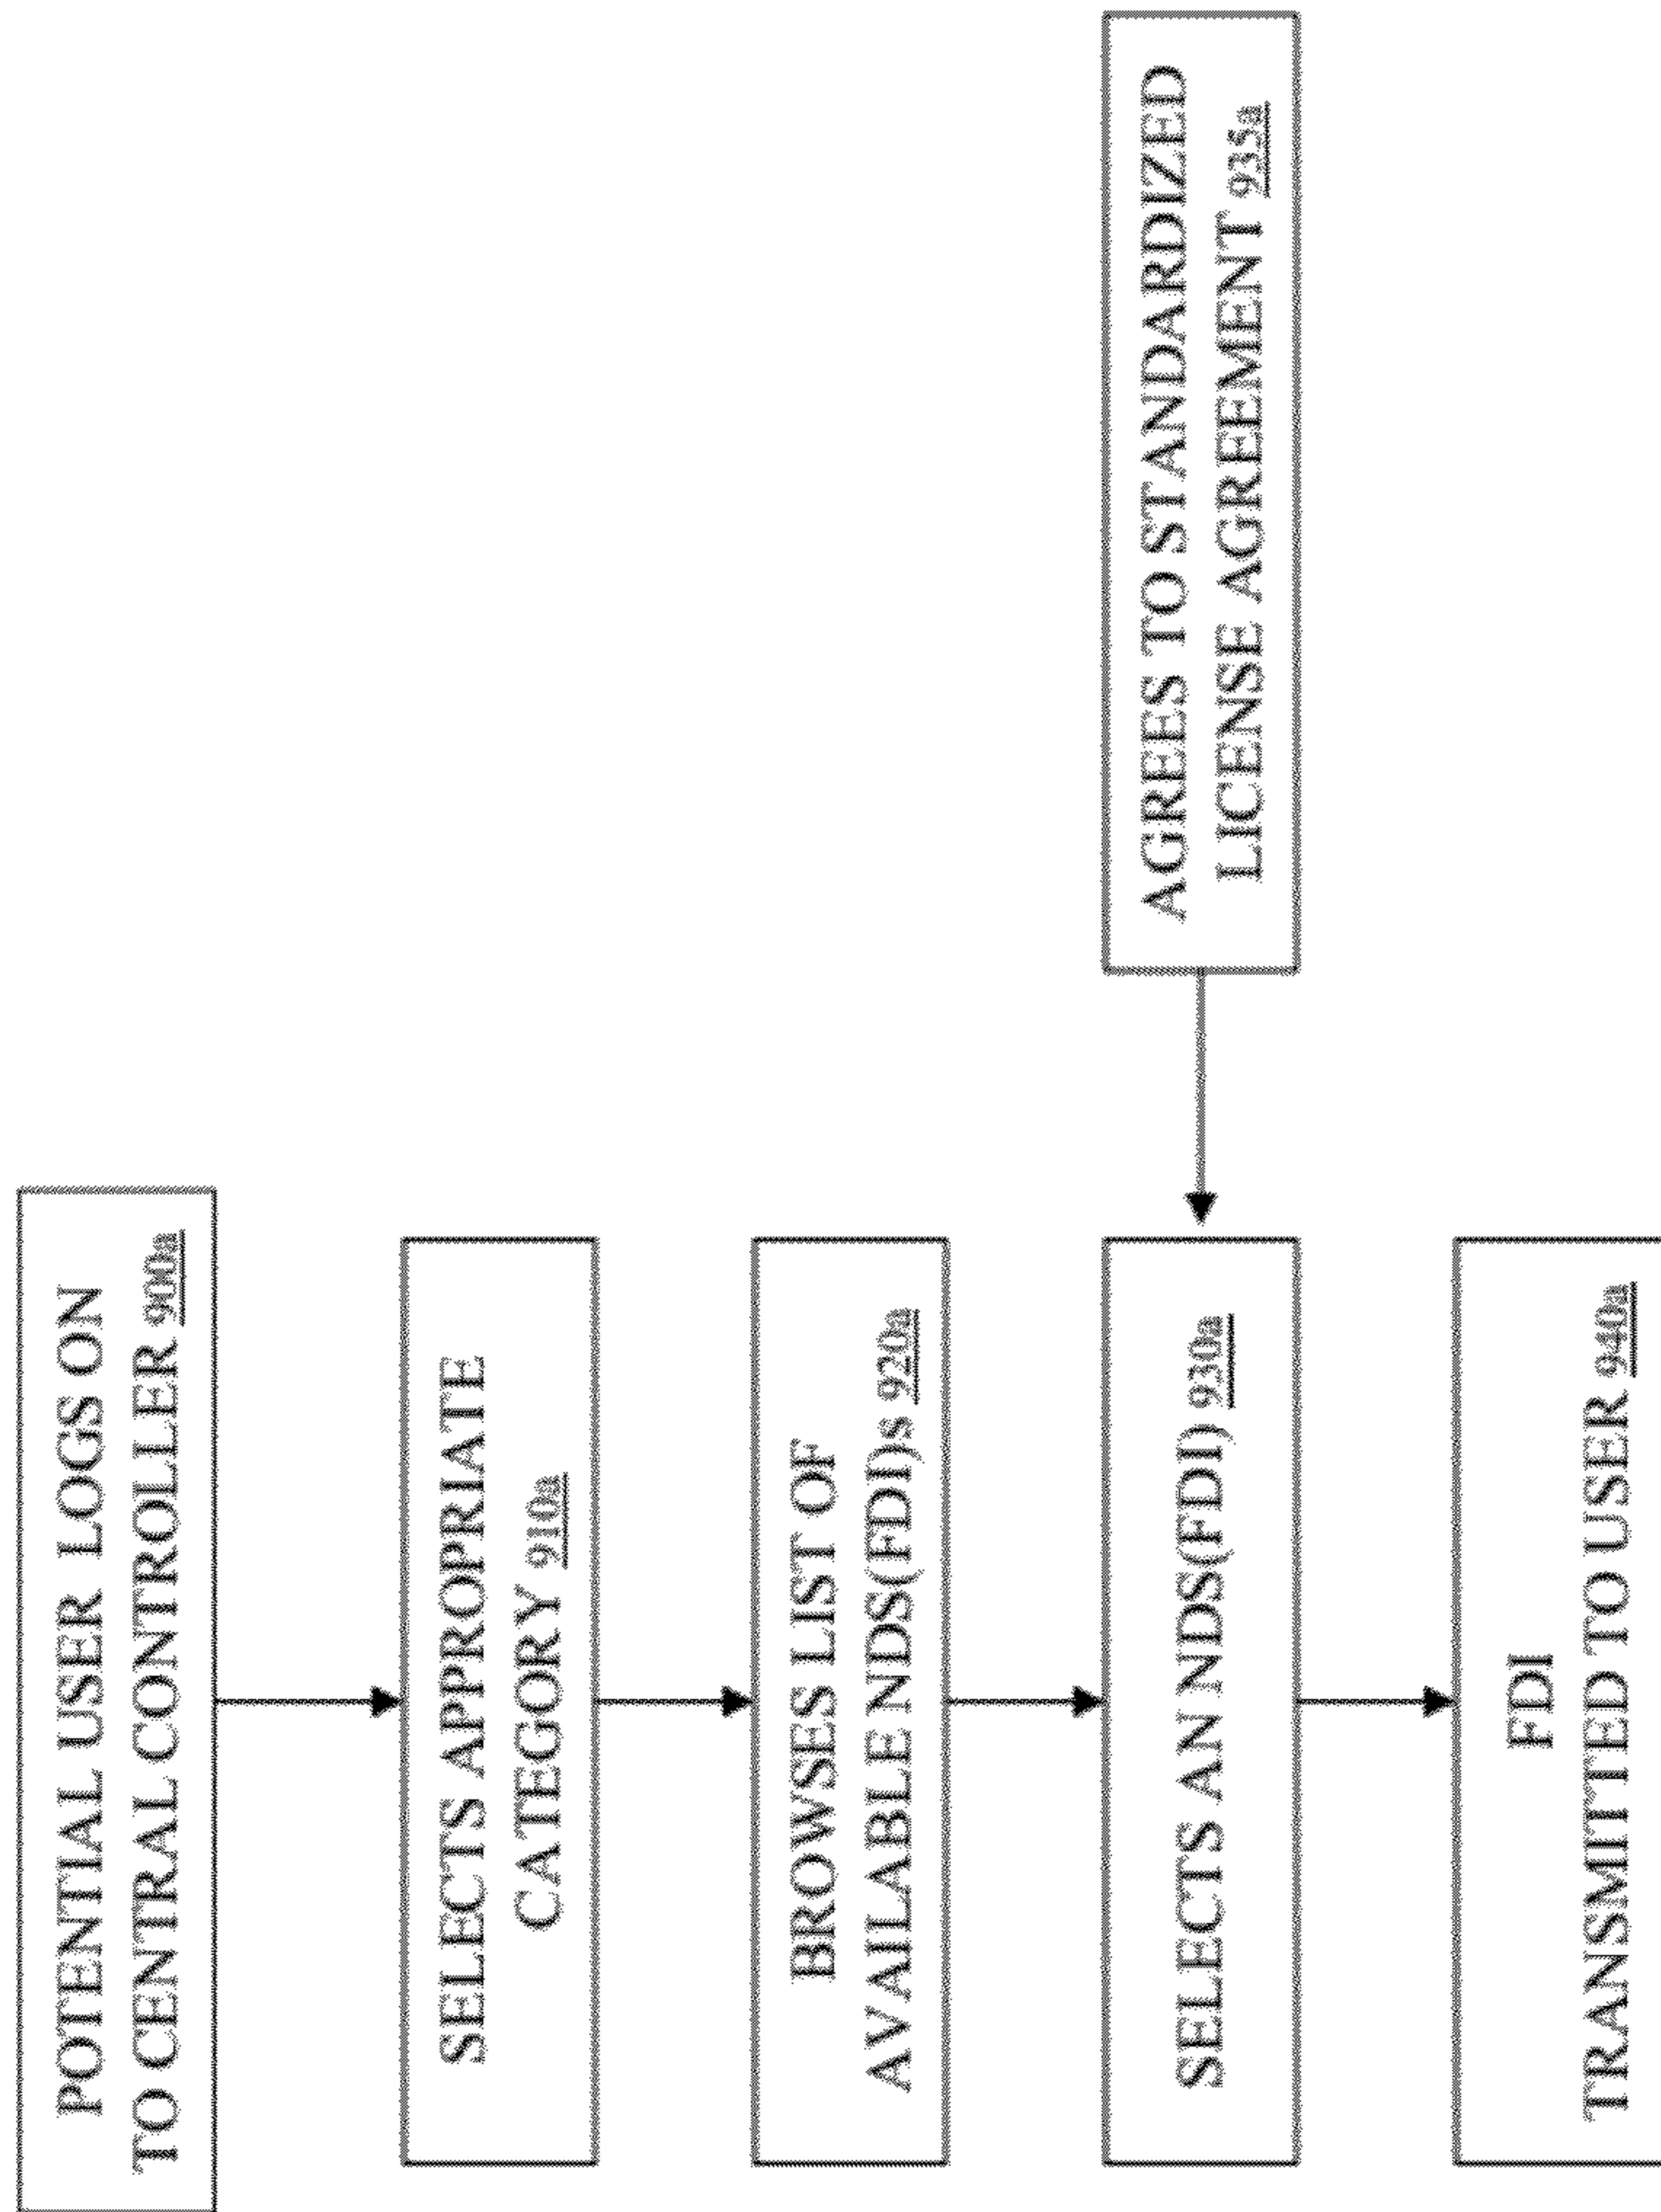 POTENTIAL USER LOGS ON
TO CENTRAL CONTROLLER 900a
SELECTS APPROPRIATE
CATEGORY 910a
BROWSES LIST OF
AVAILABLE NDS(FDI)s 920a
SELECTS AN NDS(FDI) 930a
AGREES TO STANDARDIZED
LICENSE AGREEMENT 935a
FDI
TRANSMITTED TO USER 940a